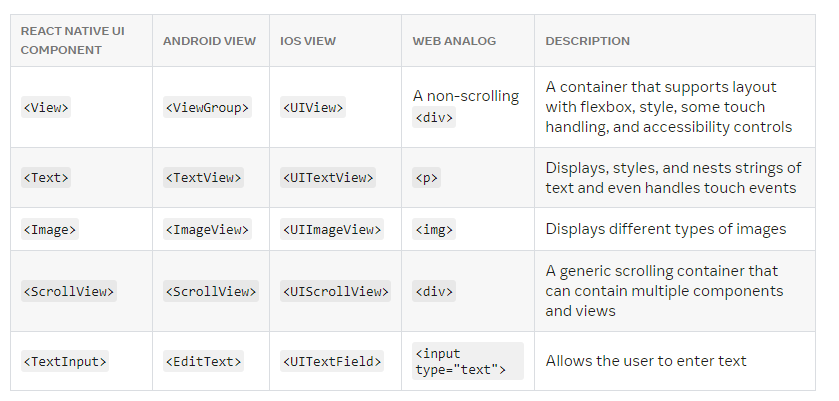 REACT NATIVE UI COMPONENT ANDROID VIEW IOS VIEW WEB ANALOG DESCRIPTION
<View> <ViewGroup> <UIView> A non-scrolling <div> A container that supports layout with flexbox, style, some touch handling, and accessibility controls
<Text> <TextView> <UITextView> <p> Displays, styles, and nests strings of text and even handles touch events
<Image> <ImageView> <UIImageView> <img> Displays different types of images
<ScrollView> <ScrollView> <UIScrollView> <div> A generic scrolling container that can contain multiple components and views
<TextInput> <EditText> <UITextField> <input type="text"> Allows the user to enter text